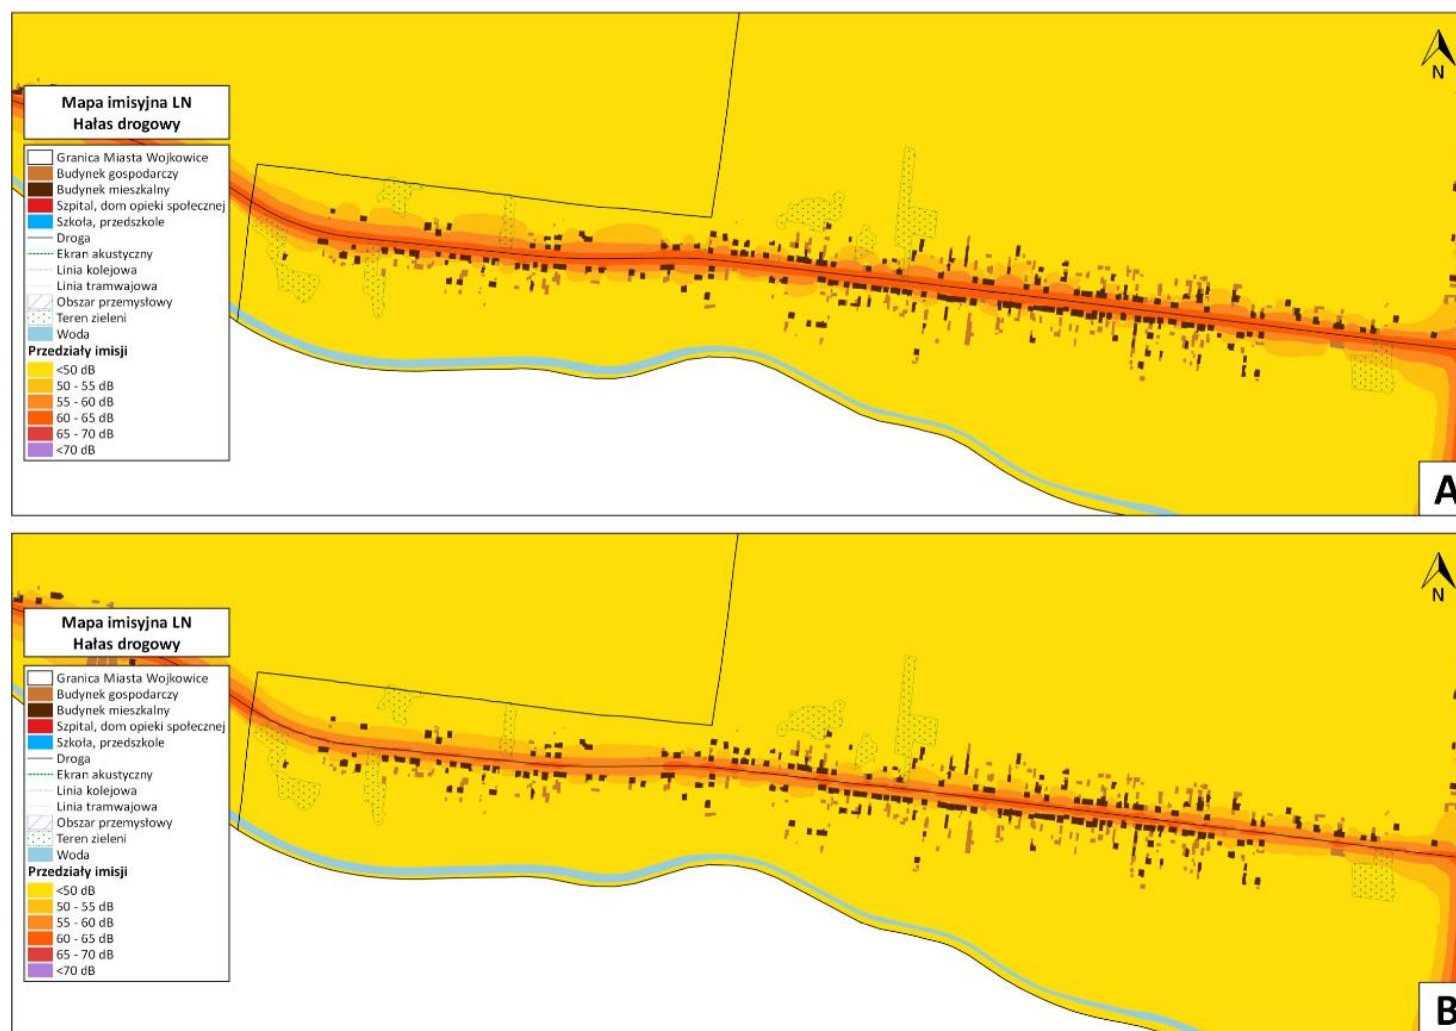 N
Mapa imisyjna LN
Hałas drogowy
Granica Miasta Wojkowice
Budynek gospodarczy
Budynek mieszkalny
Szpital, dom opieki społecznej
Szkoła, przedszkole
Droga
Ekran akustyczny
Linia kolejowa
Linia tramwajowa
Obszar przemysłowy
Teren zieleni
Woda
Przedziały imisji
<50 dB
50 - 55 dB
55 - 60 dB
60 - 65 dB
65 - 70 dB
<70 dB
A
N
Mapa imisyjna LN
Hałas drogowy
Granica Miasta Wojkowice
Budynek gospodarczy
Budynek mieszkalny
Szpital, dom opieki społecznej
Szkoła, przedszkole
Droga
Ekran akustyczny
Linia kolejowa
Linia tramwajowa
Obszar przemysłowy
Teren zieleni
Woda
Przedziały imisji
<50 dB
50 - 55 dB
55 - 60 dB
60 - 65 dB
65 - 70 dB
<70 dB
B